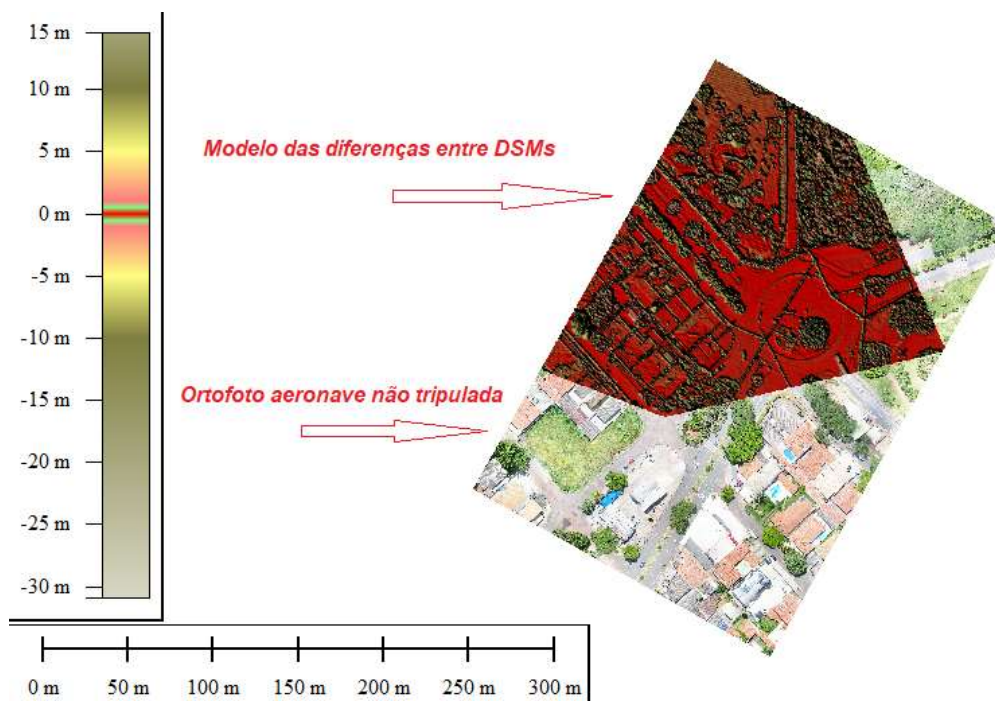 15 m
10 m
5 m
0 m
-5 m
-10 m
-15 m
-20 m
-25 m
-30 m
Modelo das diferenças entre DSMs
Ortofoto aeronave não tripulada
0 m 50 m 100 m 150 m 200 m 250 m 300 m